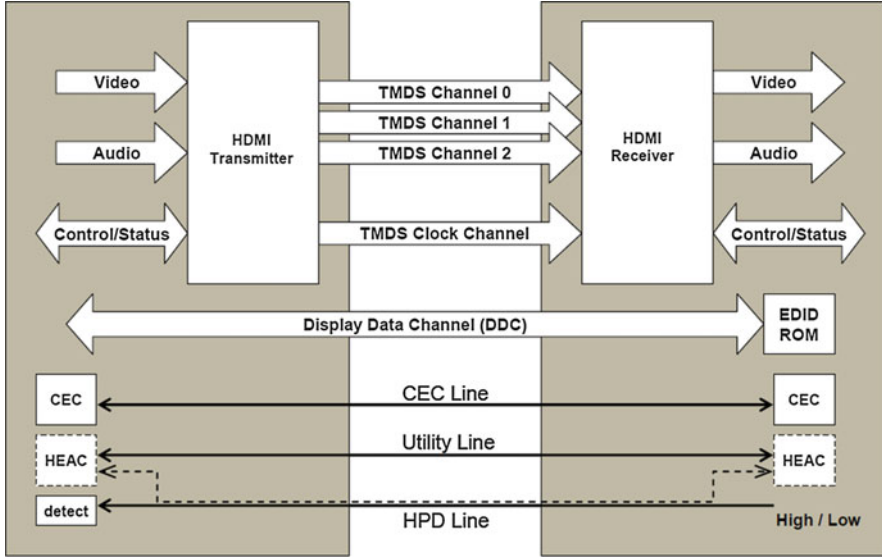 Video
Audio
Control/Status
HDMI
Transmitter
TMDS Channel 0
TMDS Channel 1
TMDS Channel 2
TMDS Clock Channel
HDMI
Receiver
Video
Audio
Control/Status
Display Data Channel (DDC)
EDID
ROM
CEC
CEC Line
CEC
HEAC
Utility Line
HEAC
detect
HPD Line
High / Low